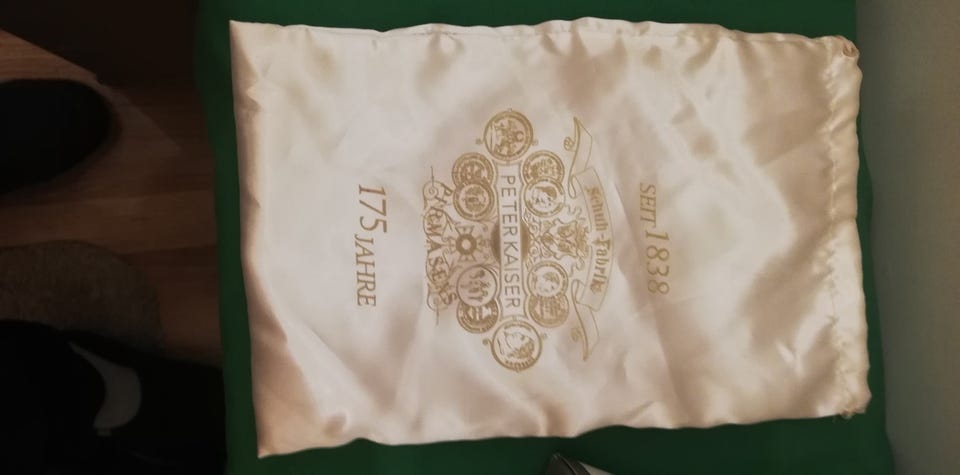 SEIT 1838
Schuh-Fabrik
PETER KAISER
PIRMASENS
175 JAHRE